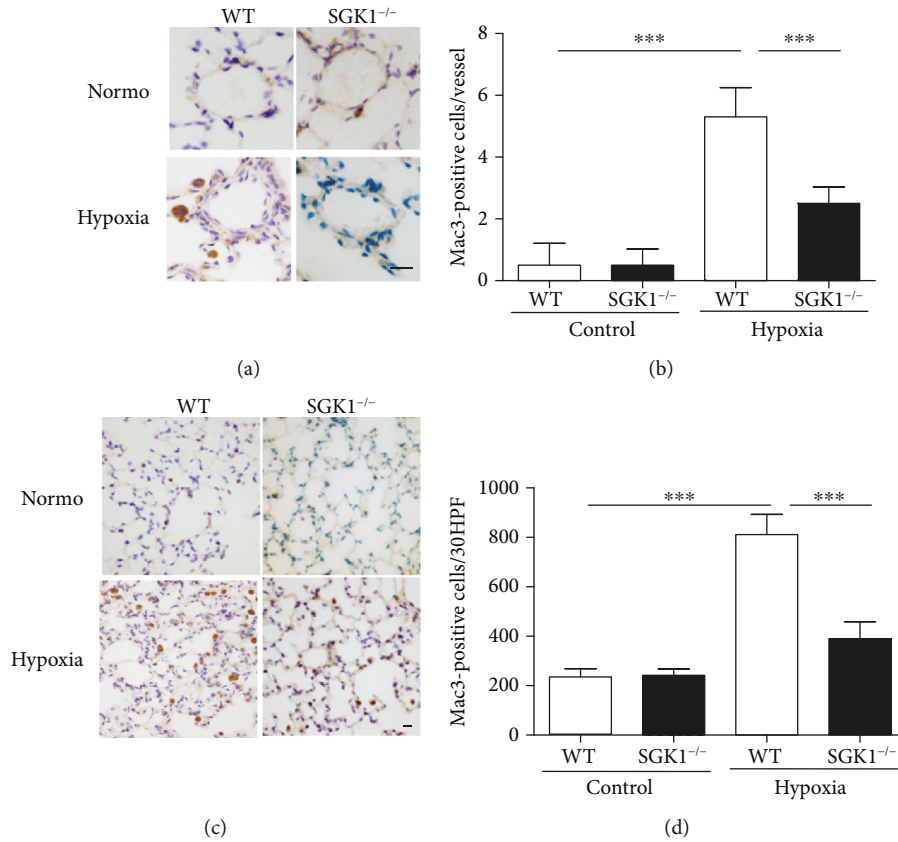 WT SGK1−/−
Normo
Hypoxia
(a)
Mac3-positive cells/vessel
8
6
4
2
0
*** ***
WT SGK1−/− WT SGK1−/−
Control Hypoxia
(b)
WT SGK1−/−
Normo
Hypoxia
(c)
Mac3-positive cells/30HPF
1000
800
600
400
200
0
*** ***
WT SGK1−/− WT SGK1−/−
Control Hypoxia
(d)